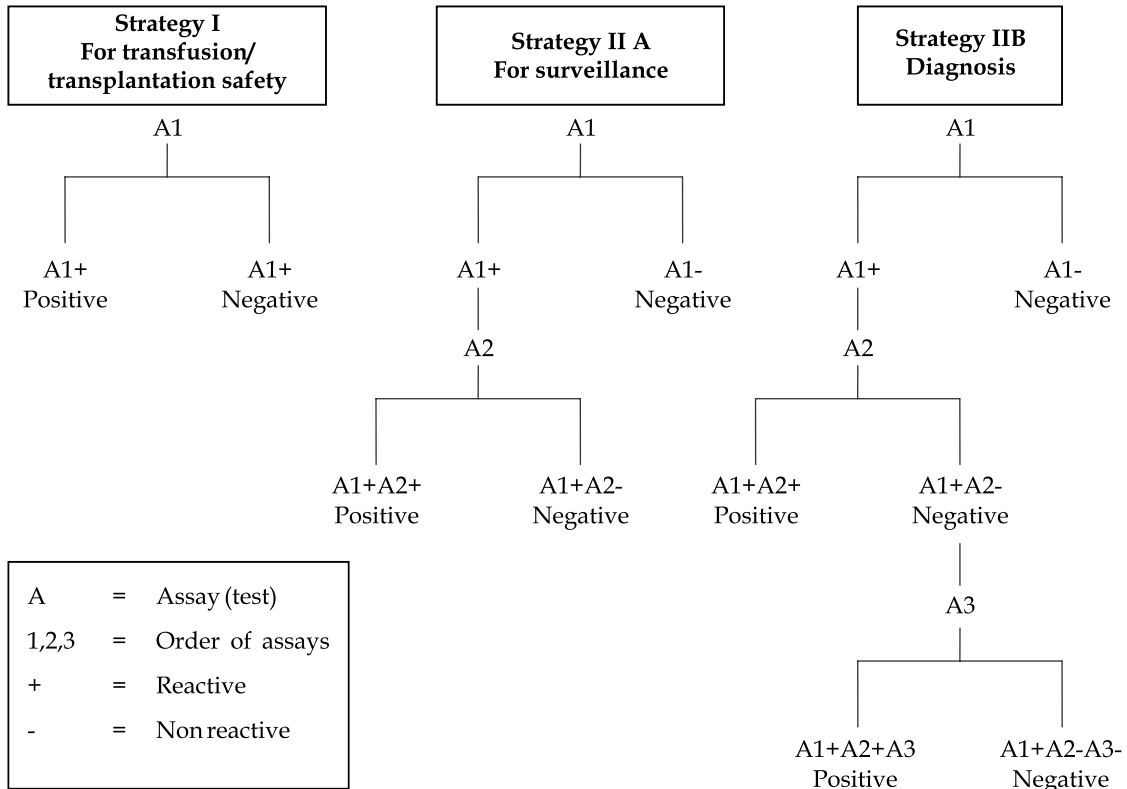 Strategy I
For transfusion/
transplantation safety
A1
A1+
Positive
A1+
Negative
Strategy II A
For surveillance
A1
A1+
A1-
Negative
A2
A1+A2+
Positive
A1+A2-
Negative
Strategy IIB
Diagnosis
A1
A1+
A1-
Negative
A2
A1+A2+
Positive
A1+A2-
Negative
A3
A1+A2+A3
Positive
A1+A2-A3-
Negative
A = Assay (test)
1,2,3 = Order of assays
+ = Reactive
- = Non reactive